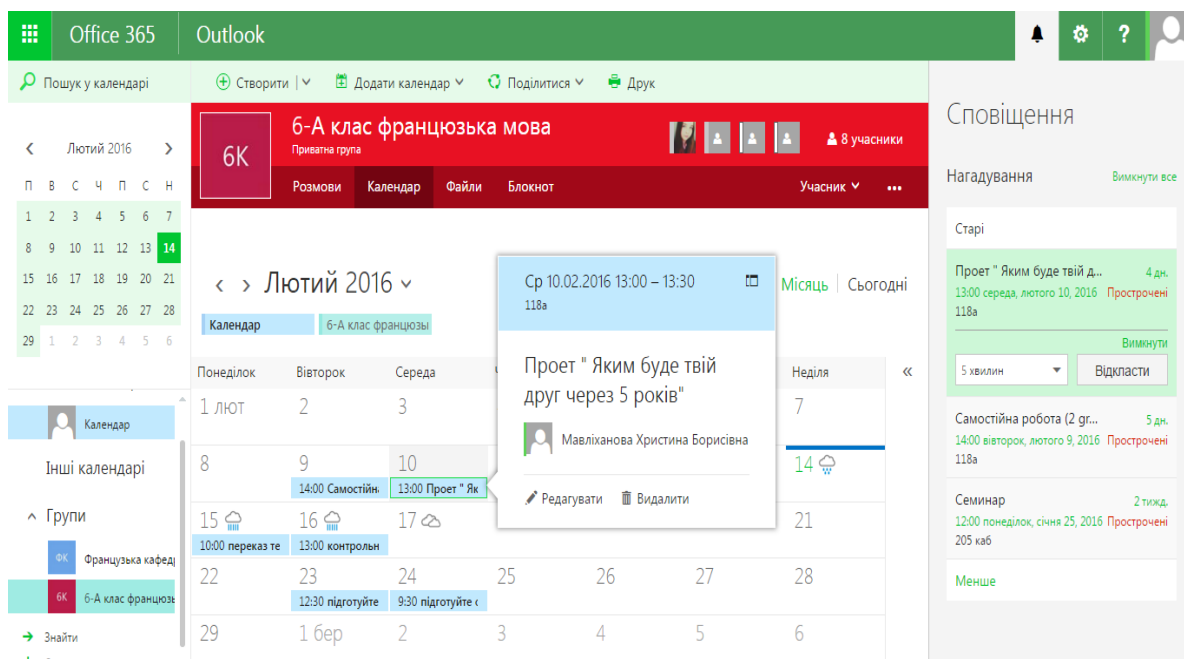 Office 365
Outlook
?
Пошук у календарі
Створити
Додати календар
Поділитися
Друк
Лютий 2016
П В С Ч П С Н
1 2 3 4 5 6 7
8 9 10 11 12 13 14
15 16 17 18 19 20 21
22 23 24 25 26 27 28
29 1 2 3 4 5 6
Календар
Інші календарі
Групи
ФК Французька кафед
6К 6-А клас французь
Знайти
6К
6-А клас французька мова
Приватна група
8 учасники
Розмови Календар Файли Блокнот
Учасник
Лютий 2016
Місяць Сьогодні
Календар
6-А клас французы
Понеділок Вівторок Середа Неділя
1 лют 2 3 7
8 9 10 14
14:00 Самостійн 13:00 Проет " Як
15 16 17 21
10:00 переказ те 13:00 контрольн
22 23 24 25 26 27 28
12:30 підготуйте 9:30 підготуйте
29 1 бер 2 3 4 5 6
Ср 10.02.2016 13:00 – 13:30
118а
Проет " Яким буде твій
друг через 5 років"
Мавліханова Христина Борисівна
Редагувати Видалити
Сповіщення
Нагадування
Вимкнути все
Старі
Проет " Яким буде твій д... 4 дн.
13:00 середа, лютого 10, 2016 Прострочені
118а
Вимкнути
5 хвилин
Відкласти
Самостійна робота (2 gr... 5 дн.
14:00 вівторок, лютого 9, 2016 Прострочені
118а
Семинар 2 тижд.
12:00 понеділок, січня 25, 2016 Прострочені
205 каб
Менше